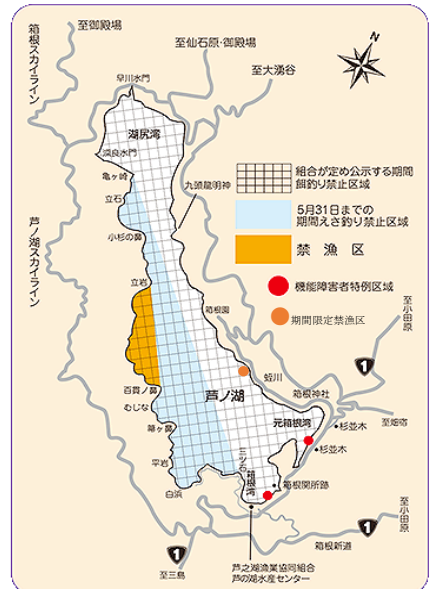 至御殿場
箱根スカイライン
至仙石原・御殿場
至大湧谷
N
早川水門
湖尻湾
深良水門
亀ヶ崎
九頭龍明神
立石
小杉の鼻
組合が定め公示する期間
餌釣り禁止区域
5月31日までの
期間えさ釣り禁止区域
禁漁区
機能障害者特例区域
期間限定禁漁区
芦ノ湖スカイライン
立岩
箱根園
至小田原
1
百貫ノ鼻
芦ノ湖
蛭川
箱根神社
むじな
元箱根湾
杉並木
至畑宿
箒ヶ鼻
杉並木
平岩
三ツ石
箱根湾
白浜
箱根関所跡
至小田原
1
箱根新道
1
至三島
芦之湖漁業協同組合
芦の湖水産センター